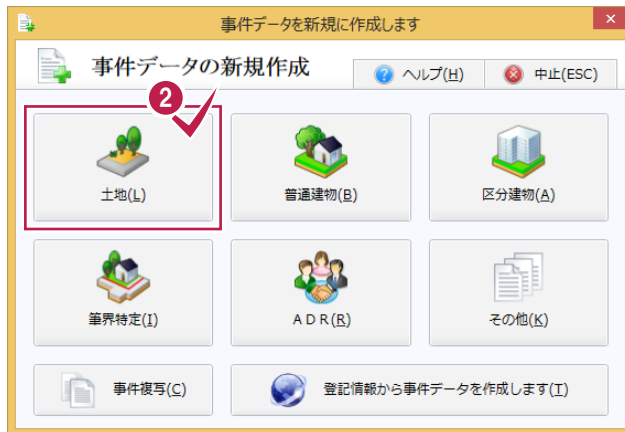 事件データを新規に作成します
事件データの新規作成
ヘルプ(H)
中止(ESC)
2
土地(L)
普通建物(B)
区分建物(A)
筆界特定(I)
ADR(R)
その他(K)
事件複写(C)
登記情報から事件データを作成します(T)